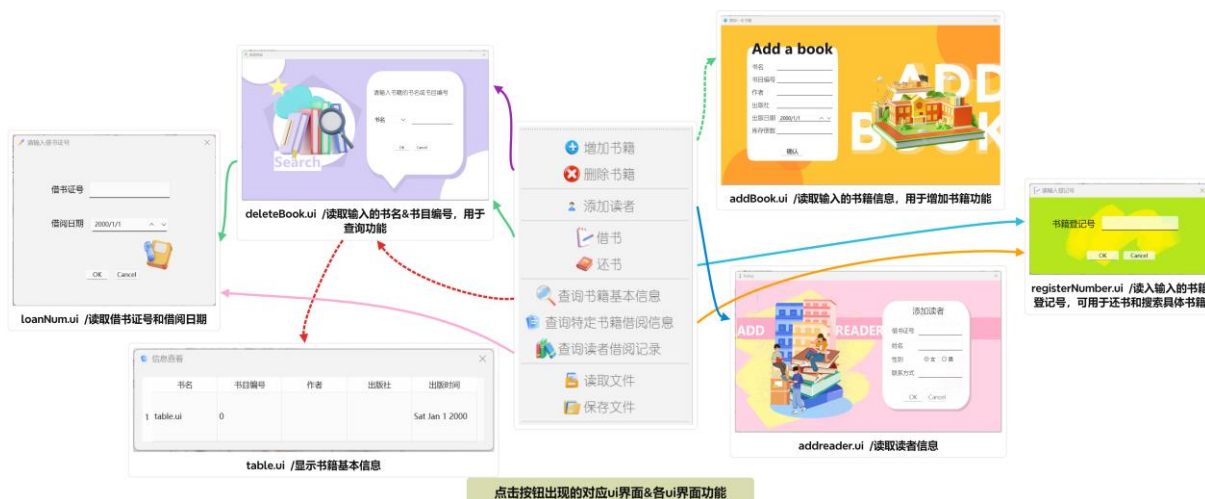 Add a book
书名
书目编号
作者
出版社
出版日期 2000/1/1
库存册数
确认
ADD
BOOK
addBook.ui /读取输入的书籍信息，用于增加书籍功能
请输入书籍的书名或书目编号
书名
OK Cancel
Search
deleteBook.ui /读取输入的书名&书目编号，用于
查询功能
请输入借书证号
借书证号
借阅日期 2000/1/1
OK Cancel
loanNum.ui /读取借书证号和借阅日期
增加书籍
删除书籍
添加读者
借书
还书
查询书籍基本信息
查询特定书籍借阅信息
查询读者借阅记录
读取文件
保存文件
请输入登记号
书籍登记号
OK Cancel
registerNumber.ui /读入输入的书籍
登记号，可用于还书和搜索具体书籍
ADD READER
添加读者
借书证号
姓名
性别 女 男
联系方式
OK Cancel
addreader.ui /读取读者信息
信息查看
书名 书目编号 作者 出版社 出版时间
1 table.ui 0 Sat Jan 1 2000
table.ui /显示书籍基本信息
点击按钮出现的对应ui界面&各ui界面功能